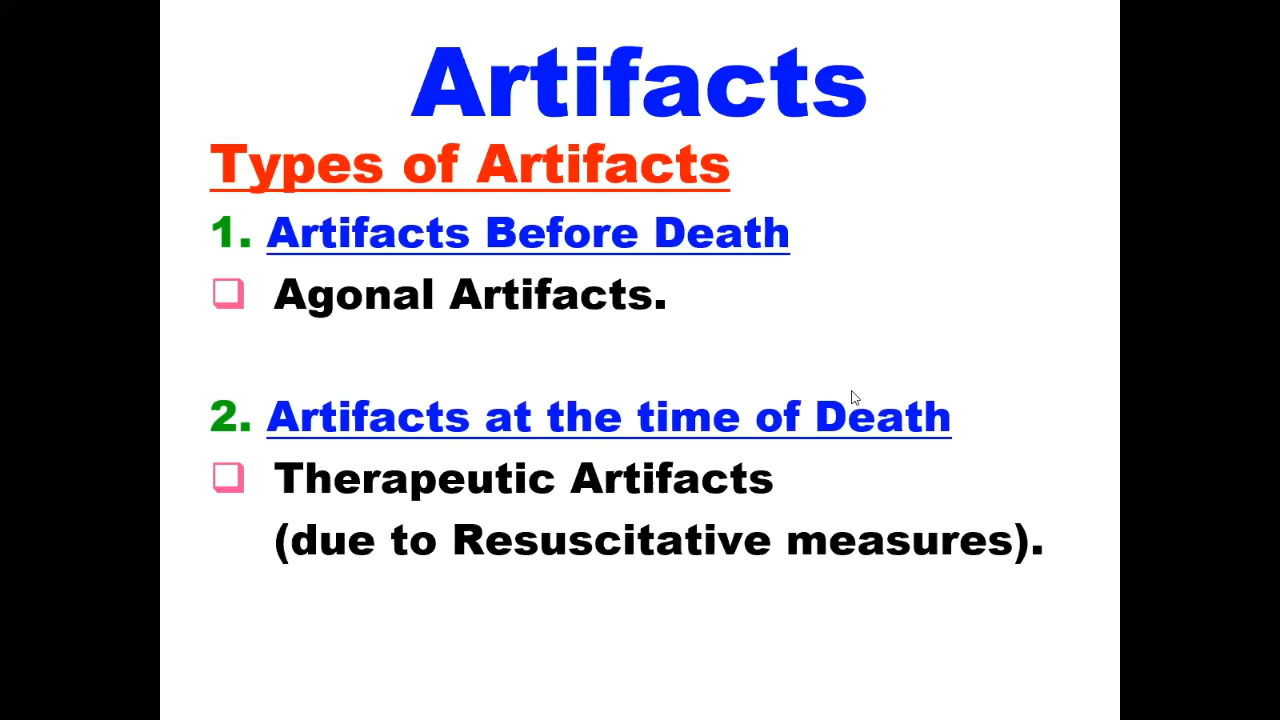 Artifacts
Types of Artifacts
1. Artifacts Before Death
❑ Agonal Artifacts.
2. Artifacts at the time of Death
❑ Therapeutic Artifacts
(due to Resuscitative measures).